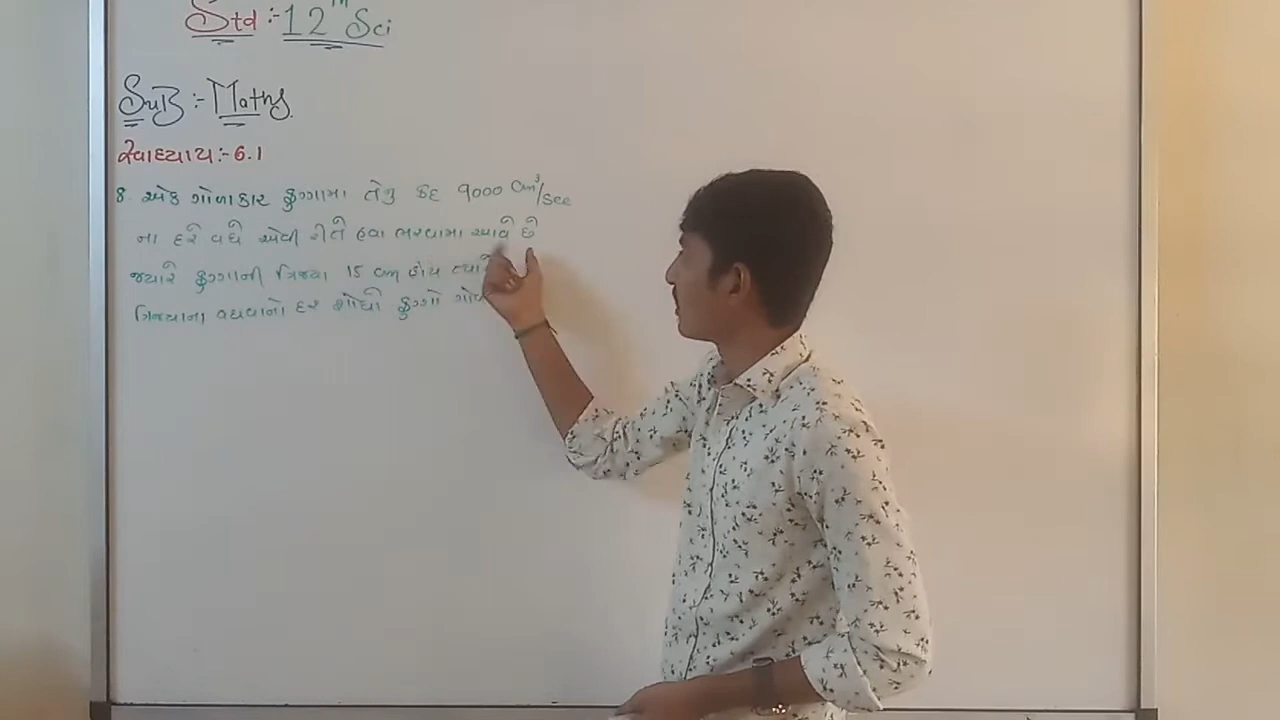 Std :- 12th Sci
Sub :- Maths
સ્વાધ્યાય :- 6.1
8. એક ગોળાકાર ફુગ્ગામા તેનુ કદ 9000 cm³/sec
ના દરે વધે એવી રીતે હવા ભરવામા આવે છે
જ્યારે ફુગ્ગાની ત્રિજ્યા 15 cm હોય
ત્રિજ્યાના વધવાનો દર શોધો ફુગ્ગો